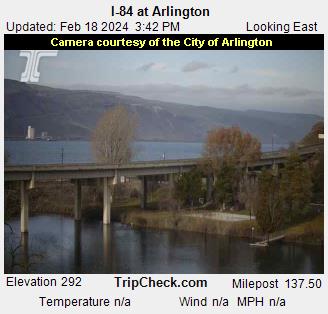 I-84 at Arlington
Updated: Feb 18 2024 3:42 PM Looking East
Camera courtesy of the City of Arlington
Elevation 292 TripCheck.com Milepost 137.50
Temperature n/a Wind n/a MPH n/a